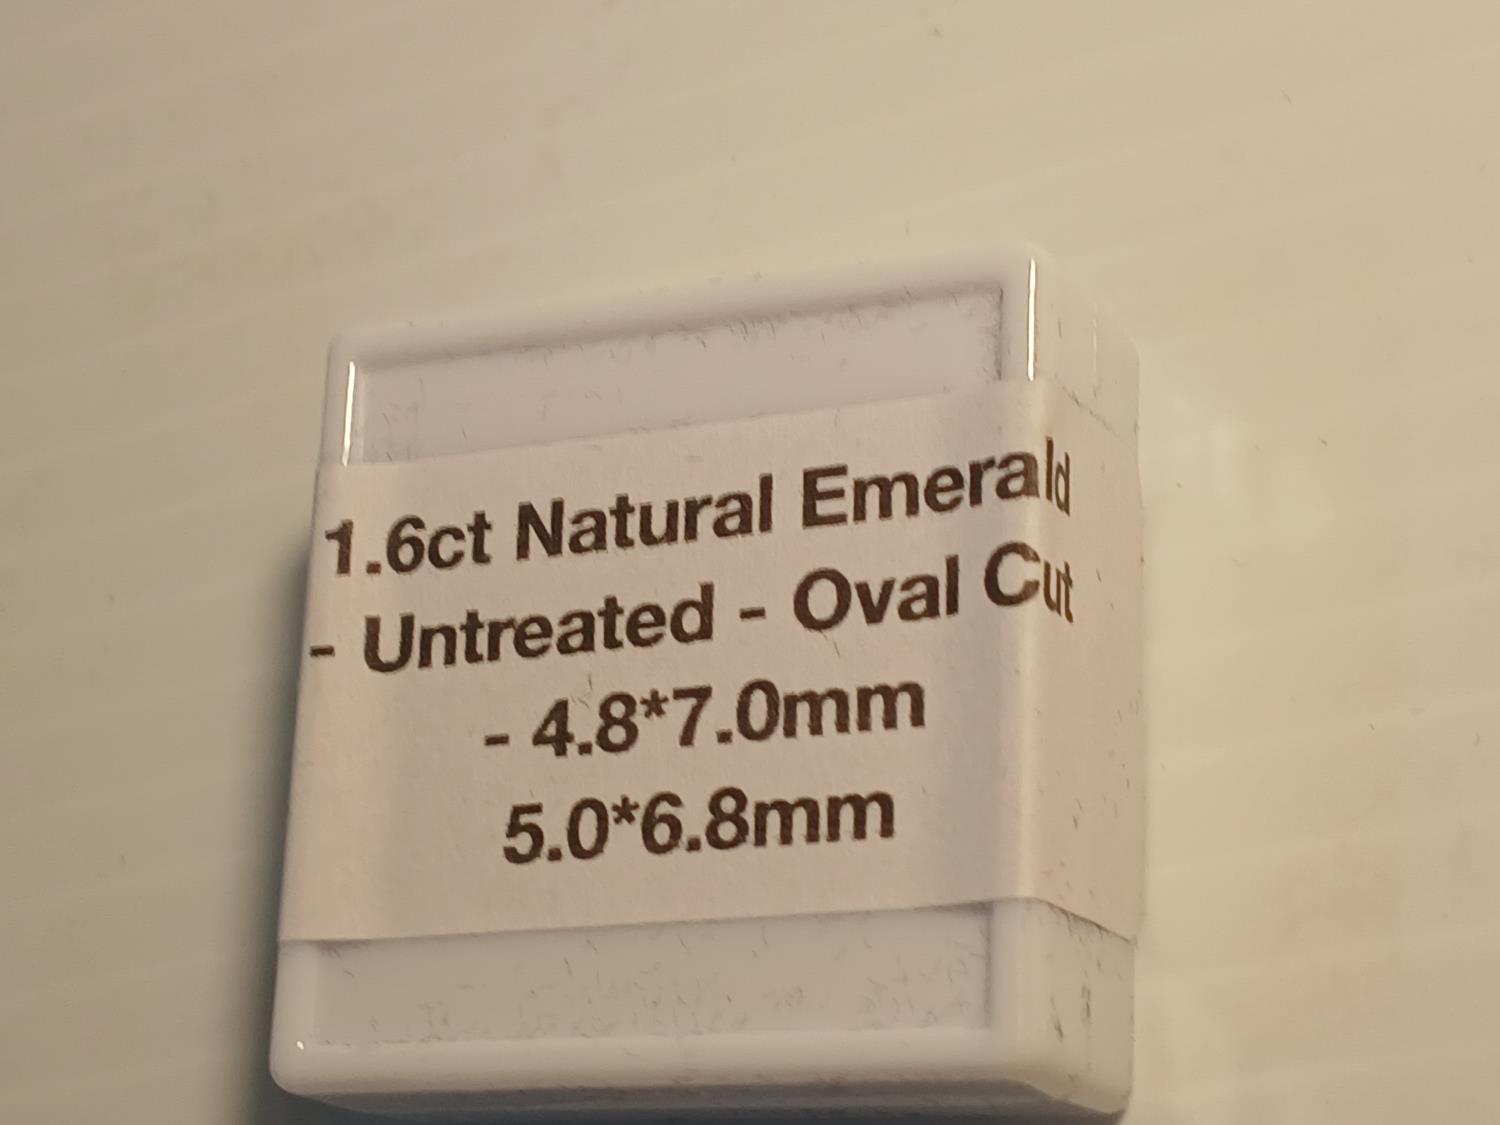 1.6ct Natural Emerald
- Untreated - Oval Cut
- 4.8*7.0mm
5.0*6.8mm